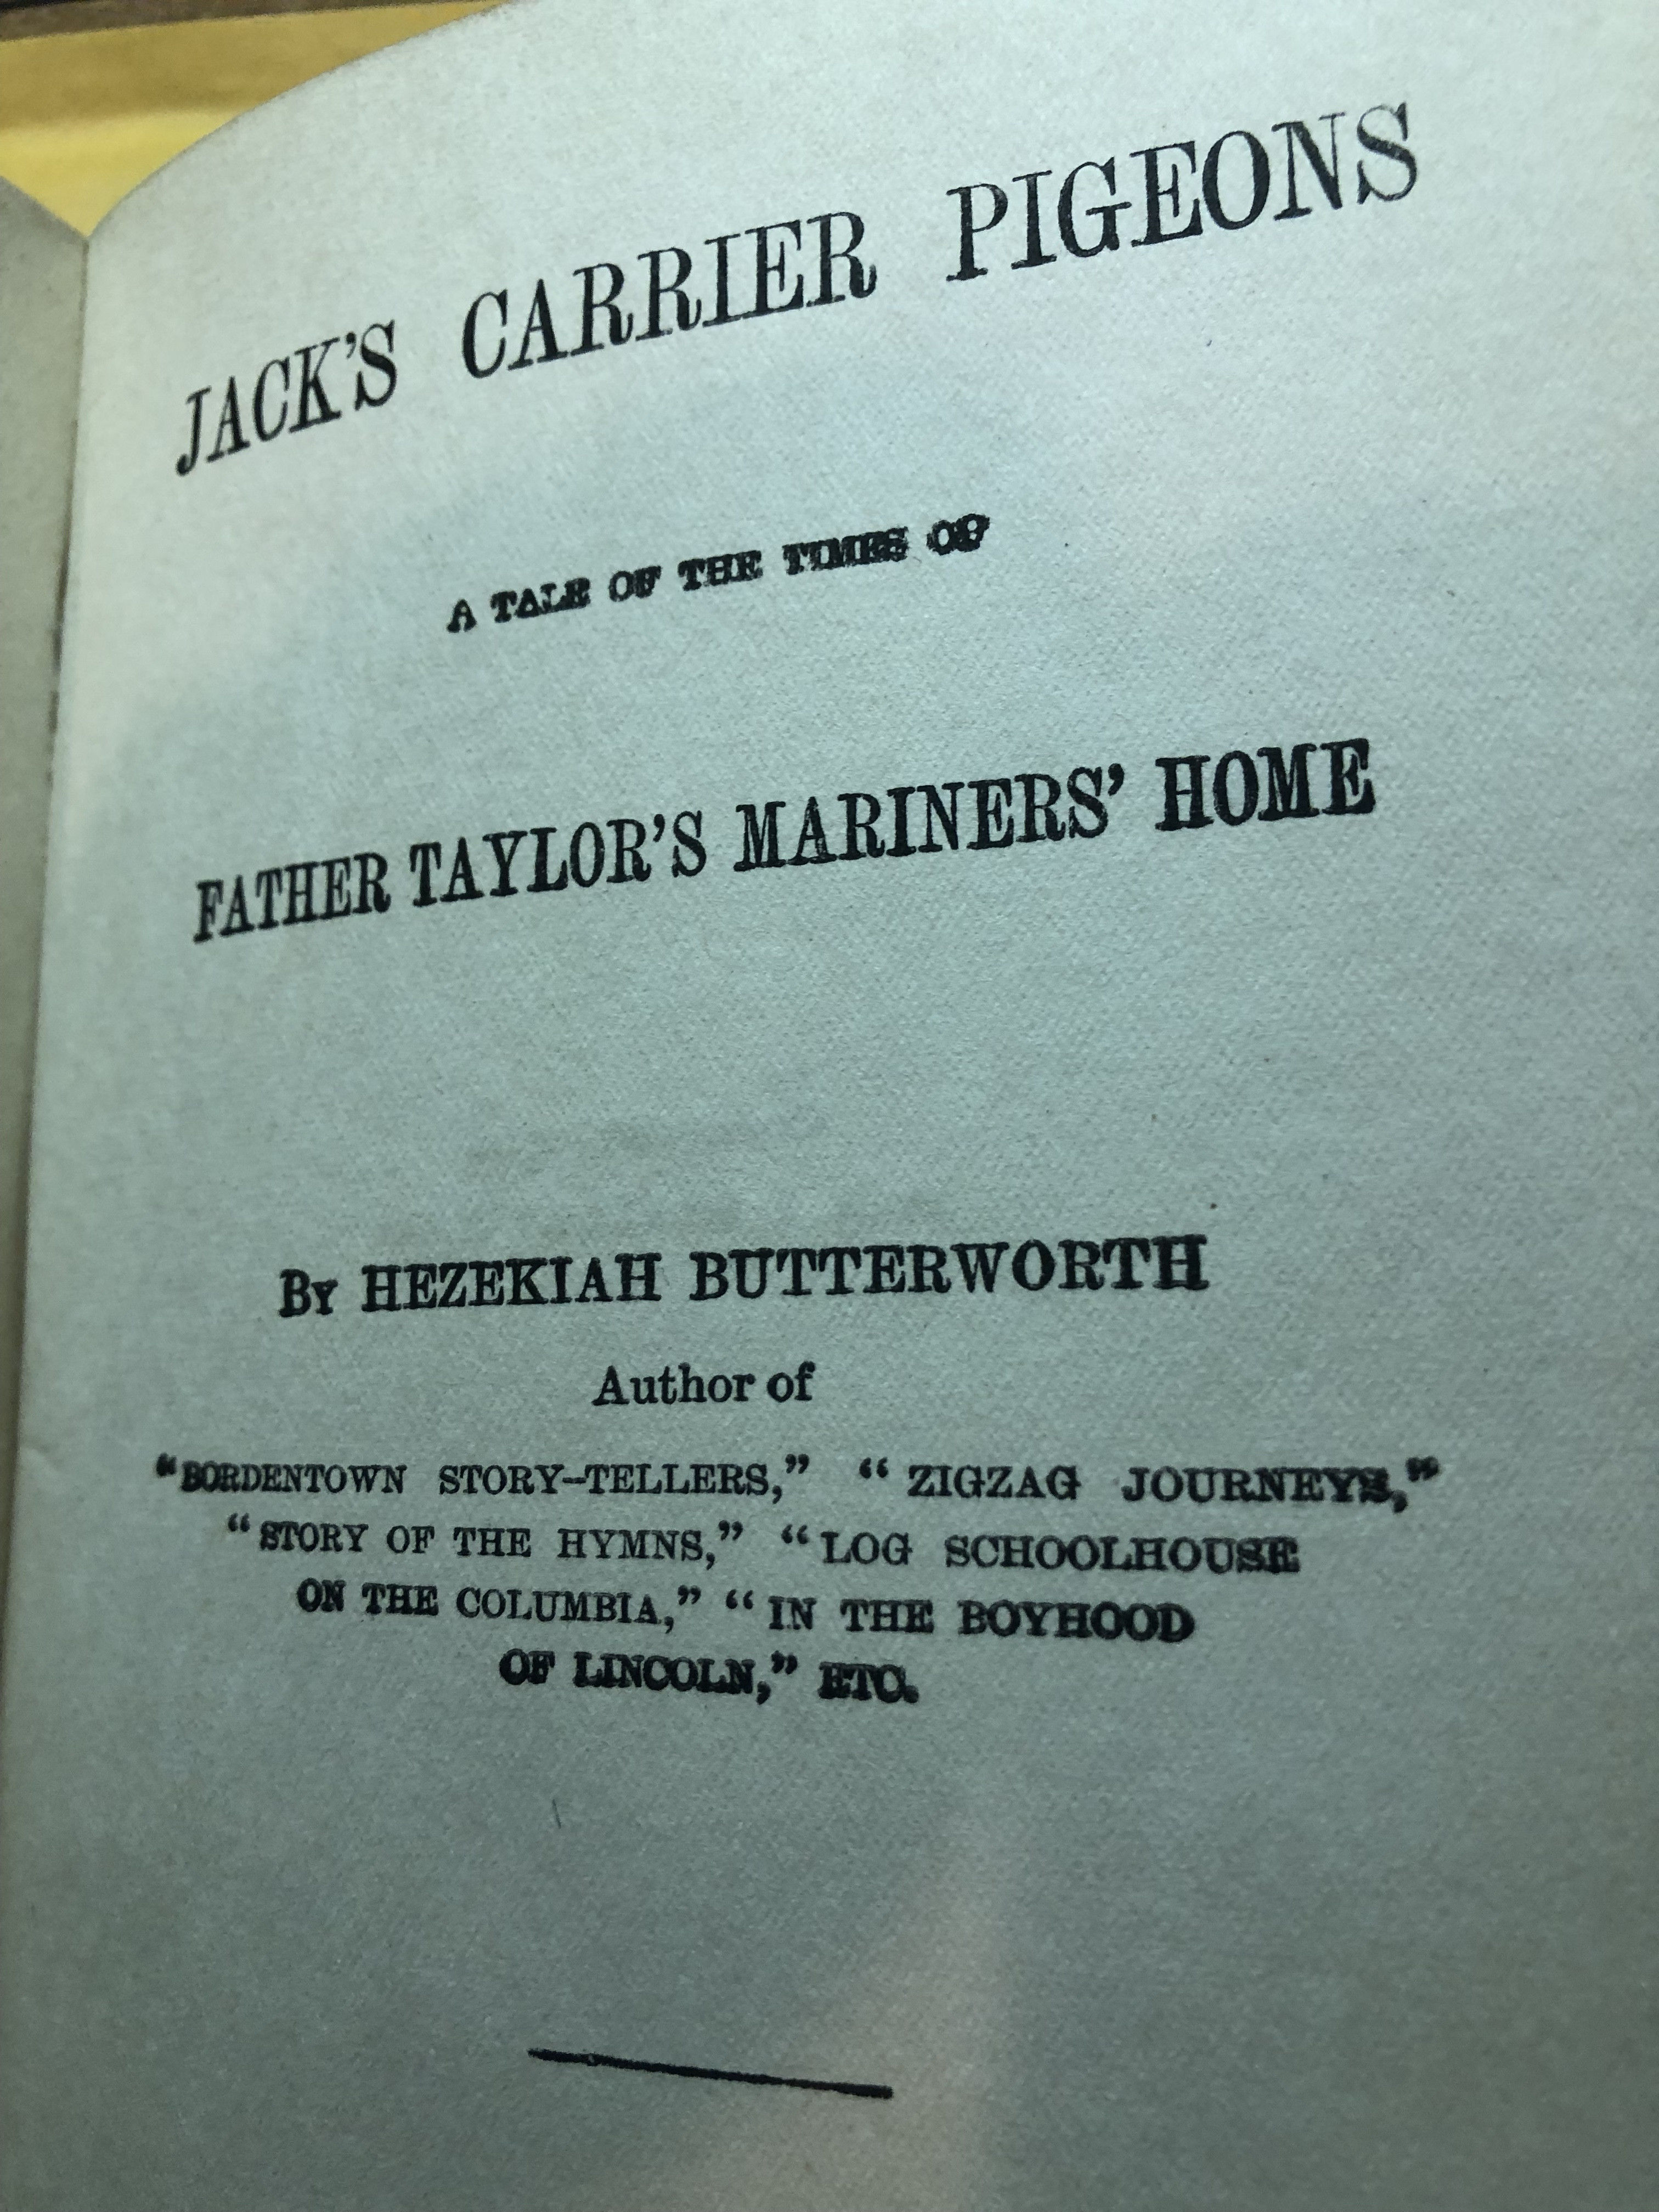 JACK'S CARRIER PIGEONS
A TALE OF THE TIMES OF
FATHER TAYLOR'S MARINERS' HOME
By HEZEKIAH BUTTERWORTH
Author of
“BORDENTOWN STORY-TELLERS,” “ZIGZAG JOURNEYS,”
“STORY OF THE HYMNS,” “LOG SCHOOLHOUSE
ON THE COLUMBIA,” “IN THE BOYHOOD
OF LINCOLN,” ETC.